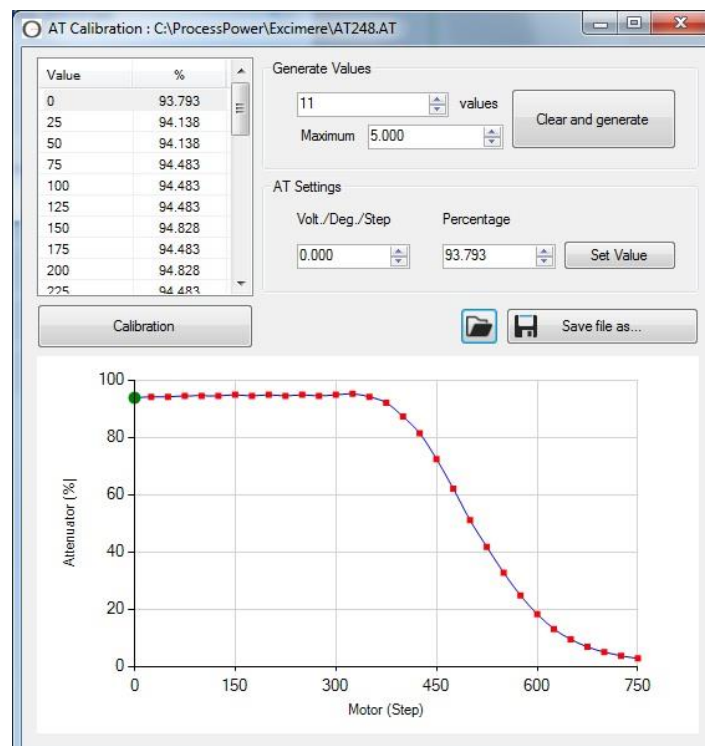 AT Calibration : C:\ProcessPower\Excimere\AT248.AT
Value %
0 93.793
25 94.138
50 94.138
75 94.483
100 94.483
125 94.483
150 94.828
175 94.483
200 94.828
225 94.483
Generate Values
11 values
Maximum 5.000
Clear and generate
AT Settings
Volt./Deg./Step Percentage
0.000 93.793 Set Value
Calibration
Save file as...
100
80
60
40
20
0
Attenuator [%]
0 150 300 450 600 750
Motor (Step)